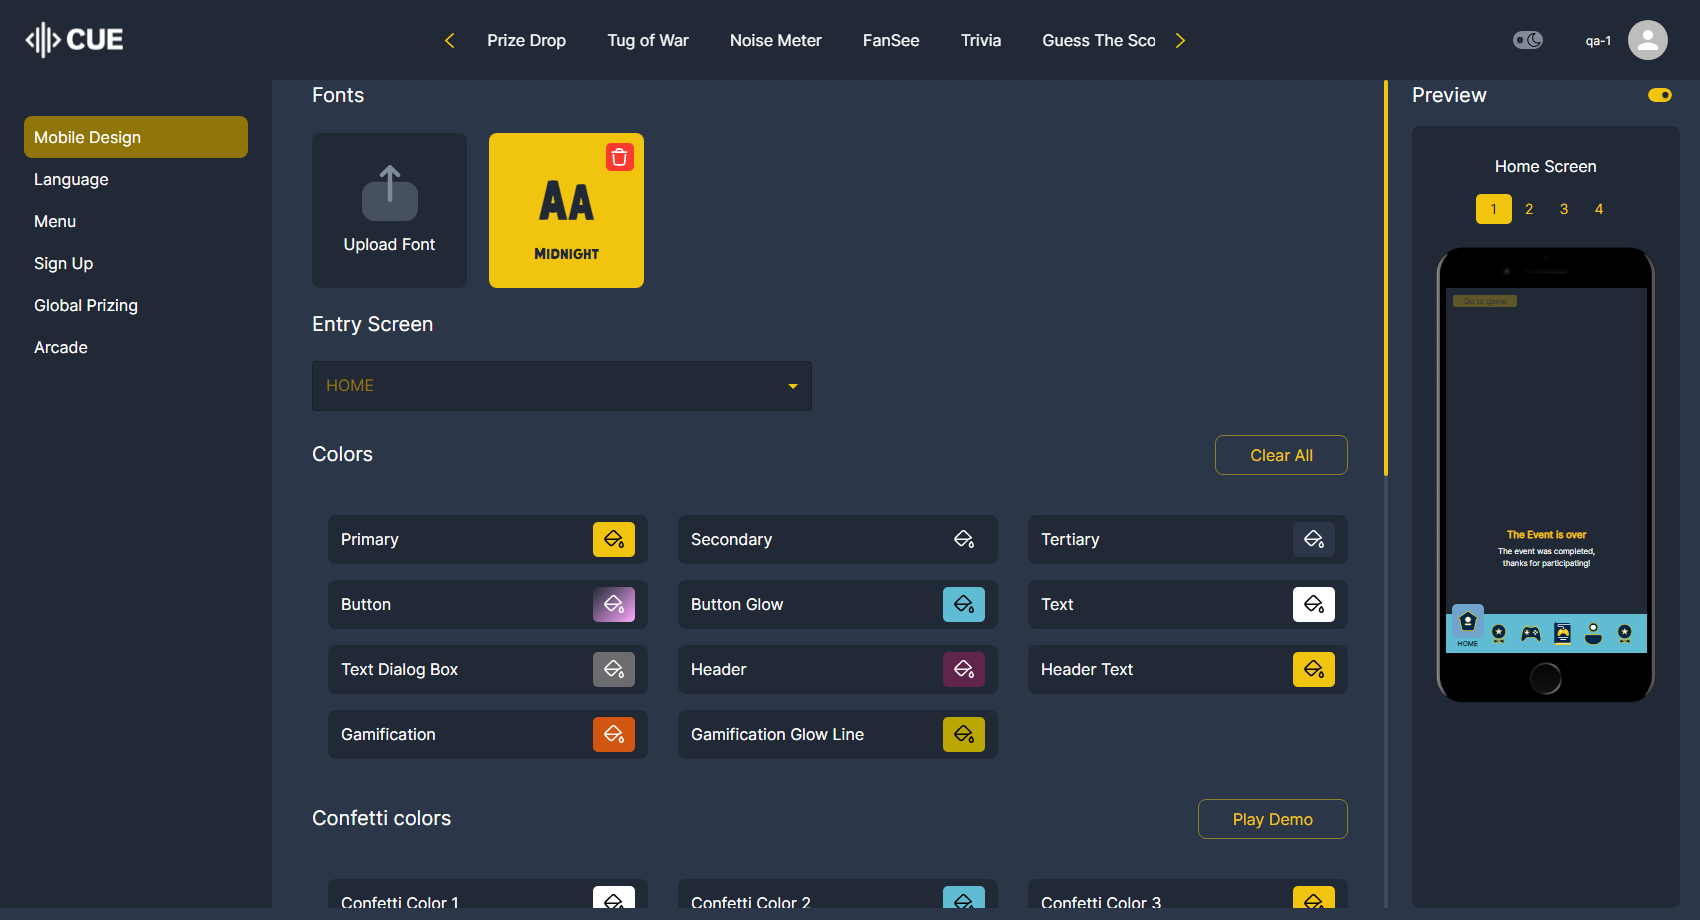 CUE
Prize Drop
Tug of War
Noise Meter
FanSee
Trivia
Guess The Sco
qa-1
Mobile Design
Language
Menu
Sign Up
Global Prizing
Arcade
Fonts
Upload Font
AA
MIDNIGHT
Entry Screen
HOME
Colors
Clear All
Primary
Secondary
Tertiary
Button
Button Glow
Text
Text Dialog Box
Header
Header Text
Gamification
Gamification Glow Line
Confetti colors
Play Demo
Confetti Color 1
Confetti Color 2
Confetti Color 3
Preview
Home Screen
1 2 3 4
Go to game
The Event is over
The event was completed,
thanks for participating!
HOME